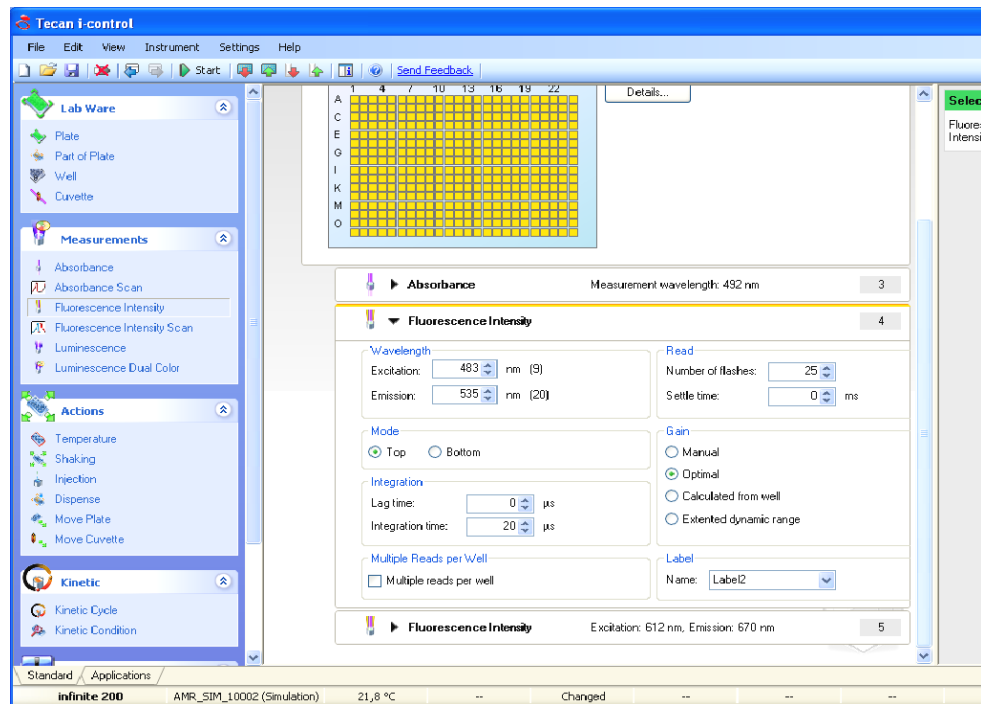 Tecan i-control
File Edit View Instrument Settings Help
Start Send Feedback
Lab Ware
Plate
Part of Plate
Well
Cuvette
Measurements
Absorbance
Absorbance Scan
Fluorescence Intensity
Fluorescence Intensity Scan
Luminescence
Luminescence Dual Color
Actions
Temperature
Shaking
Injection
Dispense
Move Plate
Move Cuvette
Kinetic
Kinetic Cycle
Kinetic Condition
1 4 7 10 13 16 19 22
A
C
E
G
I
K
M
O
Details...
Absorbance Measurement wavelength: 492 nm 3
Fluorescence Intensity 4
Wavelength
Excitation: 483 nm (9)
Emission: 535 nm (20)
Read
Number of flashes: 25
Settle time: 0 ms
Mode
Top Bottom
Integration
Lag time: 0 µs
Integration time: 20 µs
Gain
Manual
Optimal
Calculated from well
Extented dynamic range
Multiple Reads per Well
Multiple reads per well
Label
Name: Label2
Fluorescence Intensity Excitation: 612 nm, Emission: 670 nm 5
Selec
Fluores
Intensi
Standard Applications
infinite 200 AMR_SIM_10002 (Simulation) 21,8 °C -- Changed -- -- --